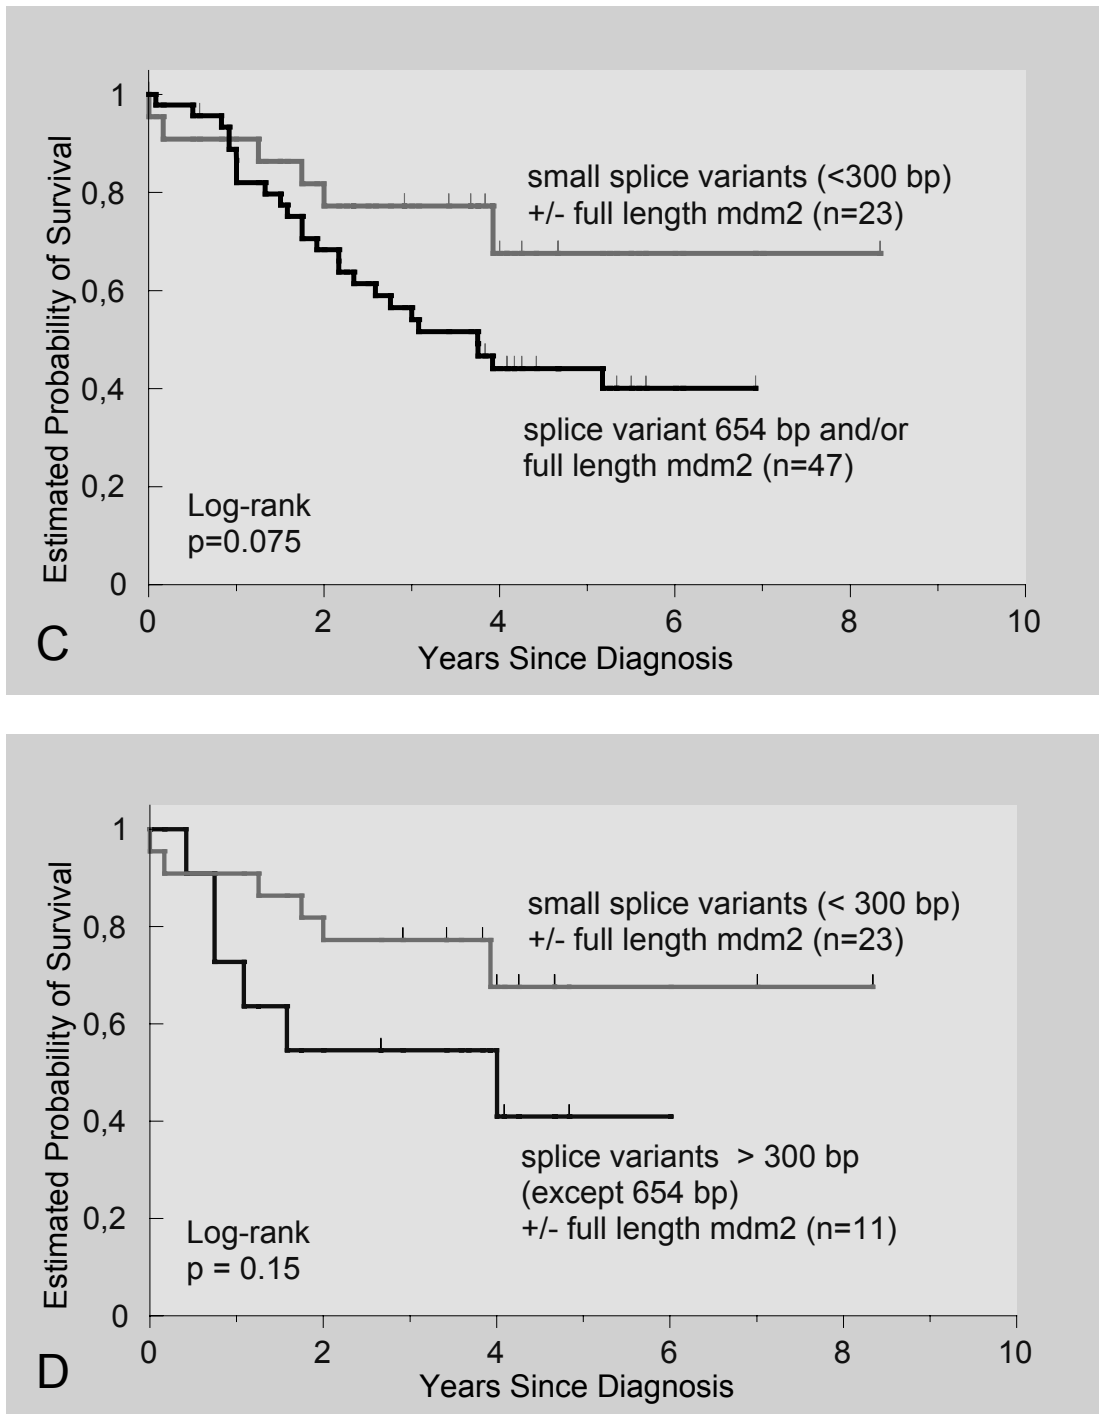 1
0,8
0,6
0,4
0,2
0
Estimated Probability of Survival
small splice variants (<300 bp)
+/- full length mdm2 (n=23)
splice variant 654 bp and/or
full length mdm2 (n=47)
Log-rank
p=0.075
0 2 4 6 8 10
Years Since Diagnosis
C
1
0,8
0,6
0,4
0,2
0
Estimated Probability of Survival
small splice variants (< 300 bp)
+/- full length mdm2 (n=23)
splice variants > 300 bp
(except 654 bp)
+/- full length mdm2 (n=11)
Log-rank
p = 0.15
0 2 4 6 8 10
Years Since Diagnosis
D